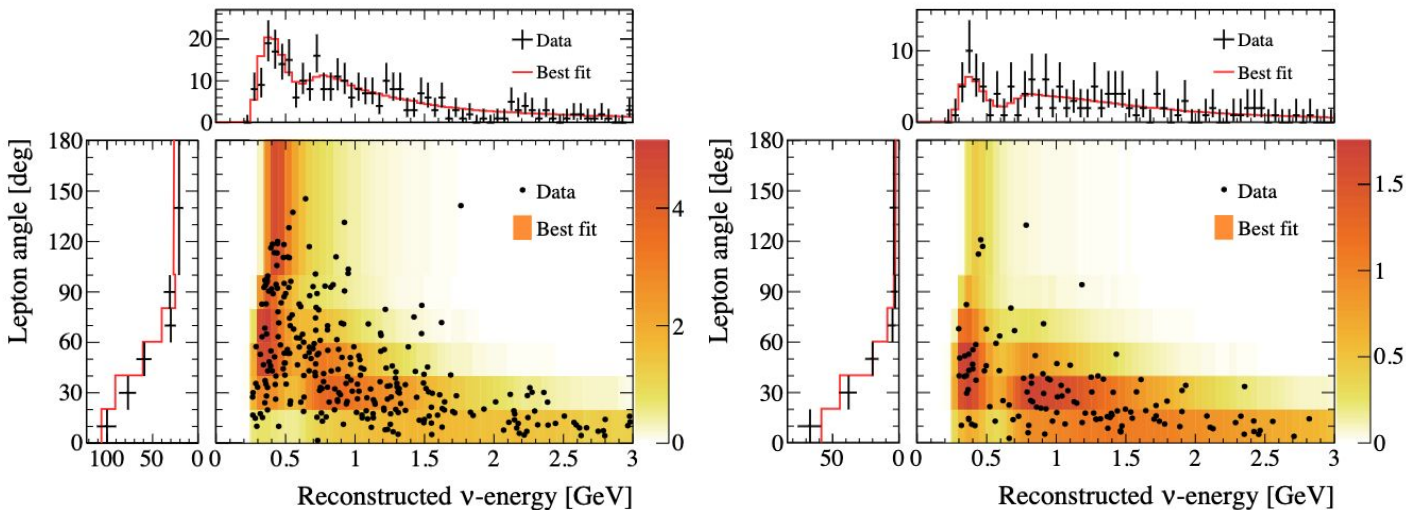 20
10
0
Data
Best fit
10
0
Data
Best fit
180
150
120
90
60
30
0
Lepton angle [deg]
100 50 0
Data
Best fit
4
2
0
0 0.5 1 1.5 2 2.5 3
Reconstructed ν-energy [GeV]
180
150
120
90
60
30
0
Lepton angle [deg]
50 0
Data
Best fit
1.5
1
0.5
0
0 0.5 1 1.5 2 2.5 3
Reconstructed ν-energy [GeV]